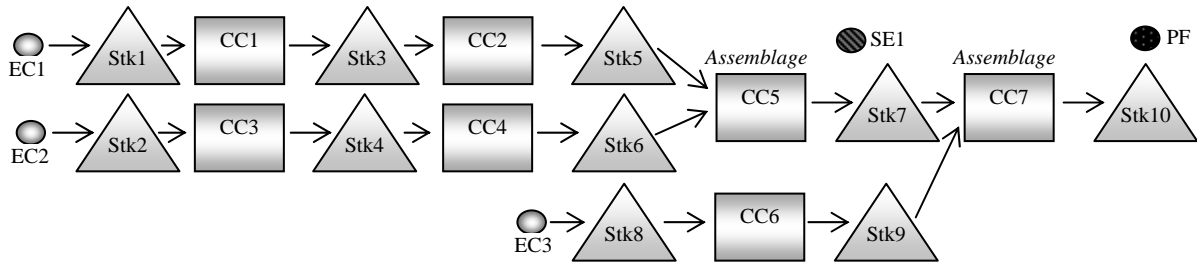 EC1
Stk1
CC1
Stk3
CC2
Stk5
Assemblage
CC5
SE1
Stk7
Assemblage
CC7
PF
Stk10
EC2
Stk2
CC3
Stk4
CC4
Stk6
EC3
Stk8
CC6
Stk9